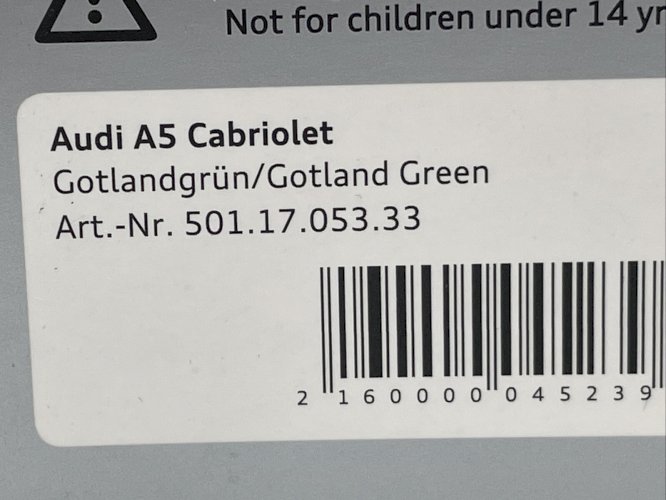 Not for children under 14 yr
Audi A5 Cabriolet
Gotlandgrün/Gotland Green
Art.-Nr. 501.17.053.33
2 160000 045239